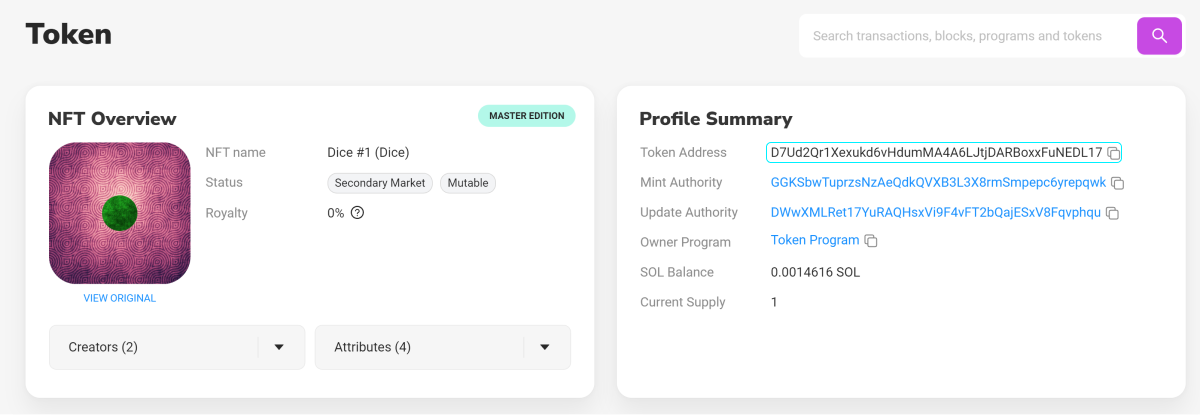 Token
Search transactions, blocks, programs and tokens
NFT Overview
MASTER EDITION
NFT name Dice #1 (Dice)
Status Secondary Market Mutable
Royalty 0%
VIEW ORIGINAL
Creators (2)
Attributes (4)
Profile Summary
Token Address D7Ud2Qr1Xexukd6vHdumMA4A6LJtjDARBoxxFuNEDL17
Mint Authority GGKSbwTuprzsNzAeQdkQVXB3L3X8rmSmpepc6yrepqwk
Update Authority DWwXMLRet17YuRAQHsxVi9F4vFT2bQajESxV8Fqvphqu
Owner Program Token Program
SOL Balance 0.0014616 SOL
Current Supply 1